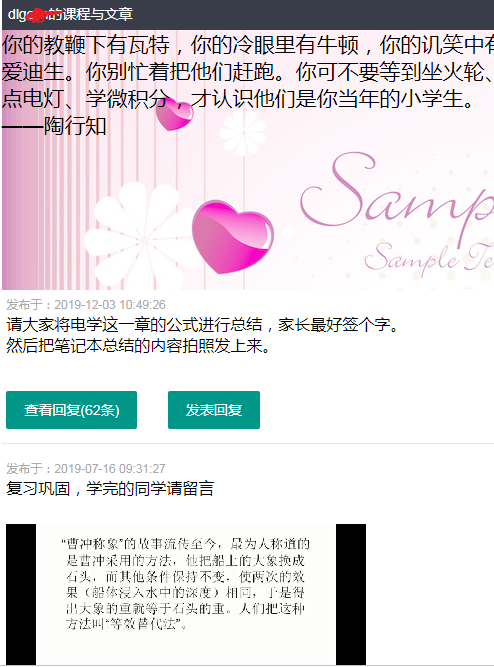 的课程与文章
你的教鞭下有瓦特，你的冷眼里有牛顿，你的讥笑中有
爱迪生。你别忙着把他们赶跑。你可不要等到坐火轮、
点电灯、学微积分，才认识他们是你当年的小学生。
——陶行知
Samp
Sample Te
发布于：2019-12-03 10:49:26
请大家将电学这一章的公式进行总结，家长最好签个字。
然后把笔记本总结的内容拍照发上来。
查看回复(62条) 发表回复
发布于：2019-07-16 09:31:27
复习巩固，学完的同学请留言
“曹冲称象”的故事流传至今，最为人称道的
是曹冲采用的方法，他把船上的大象换成
石头，而其他条件保持不变，使两次的效
果（船体浸入水中的深度）相同，于是得
出大象的重就等于石头的重。人们把这种
方法叫“等效替代法”。